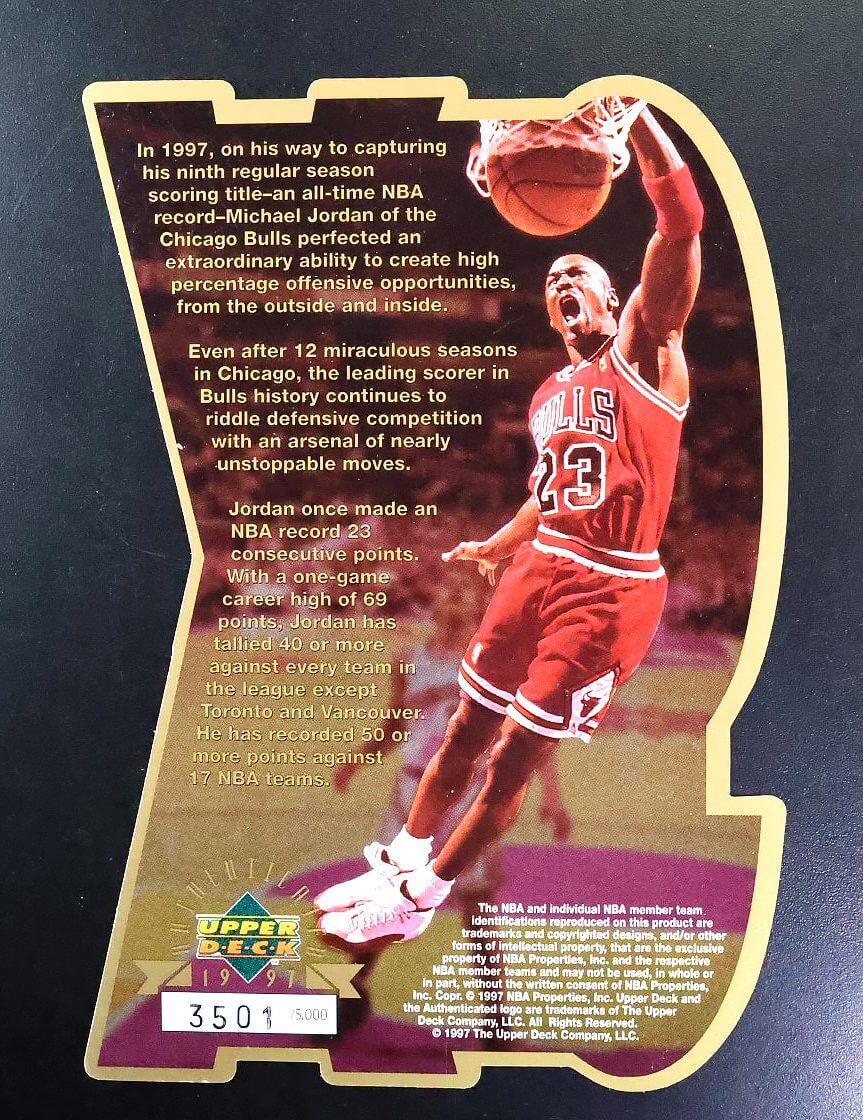 In 1997, on his way to capturing
his ninth regular season
scoring title–an all-time NBA
record–Michael Jordan of the
Chicago Bulls perfected an
extraordinary ability to create high
percentage offensive opportunities,
from the outside and inside.
Even after 12 miraculous seasons
in Chicago, the leading scorer in
Bulls history continues to
riddle defensive competition
with an arsenal of nearly
unstoppable moves.
Jordan once made an
NBA record 23
consecutive points.
With a one-game
career high of 69
points, Jordan has
tallied 40 or more
against every team in
the league except
Toronto and Vancouver.
He has recorded 50 or
more points against
17 NBA teams.
BULLS
23
UPPER
D·E·C·K
1997
3501 /5,000
The NBA and individual NBA member team
identifications reproduced on this product are
trademarks and copyrighted designs, and/or other
forms of intellectual property, that are the exclusive
property of NBA Properties, Inc. and the respective
NBA member teams and may not be used, in whole or
in part, without the written consent of NBA Properties,
Inc. Copr. © 1997 NBA Properties, Inc. Upper Deck and
the Authenticated logo are trademarks of The Upper
Deck Company, LLC. All Rights Reserved.
© 1997 The Upper Deck Company, LLC.